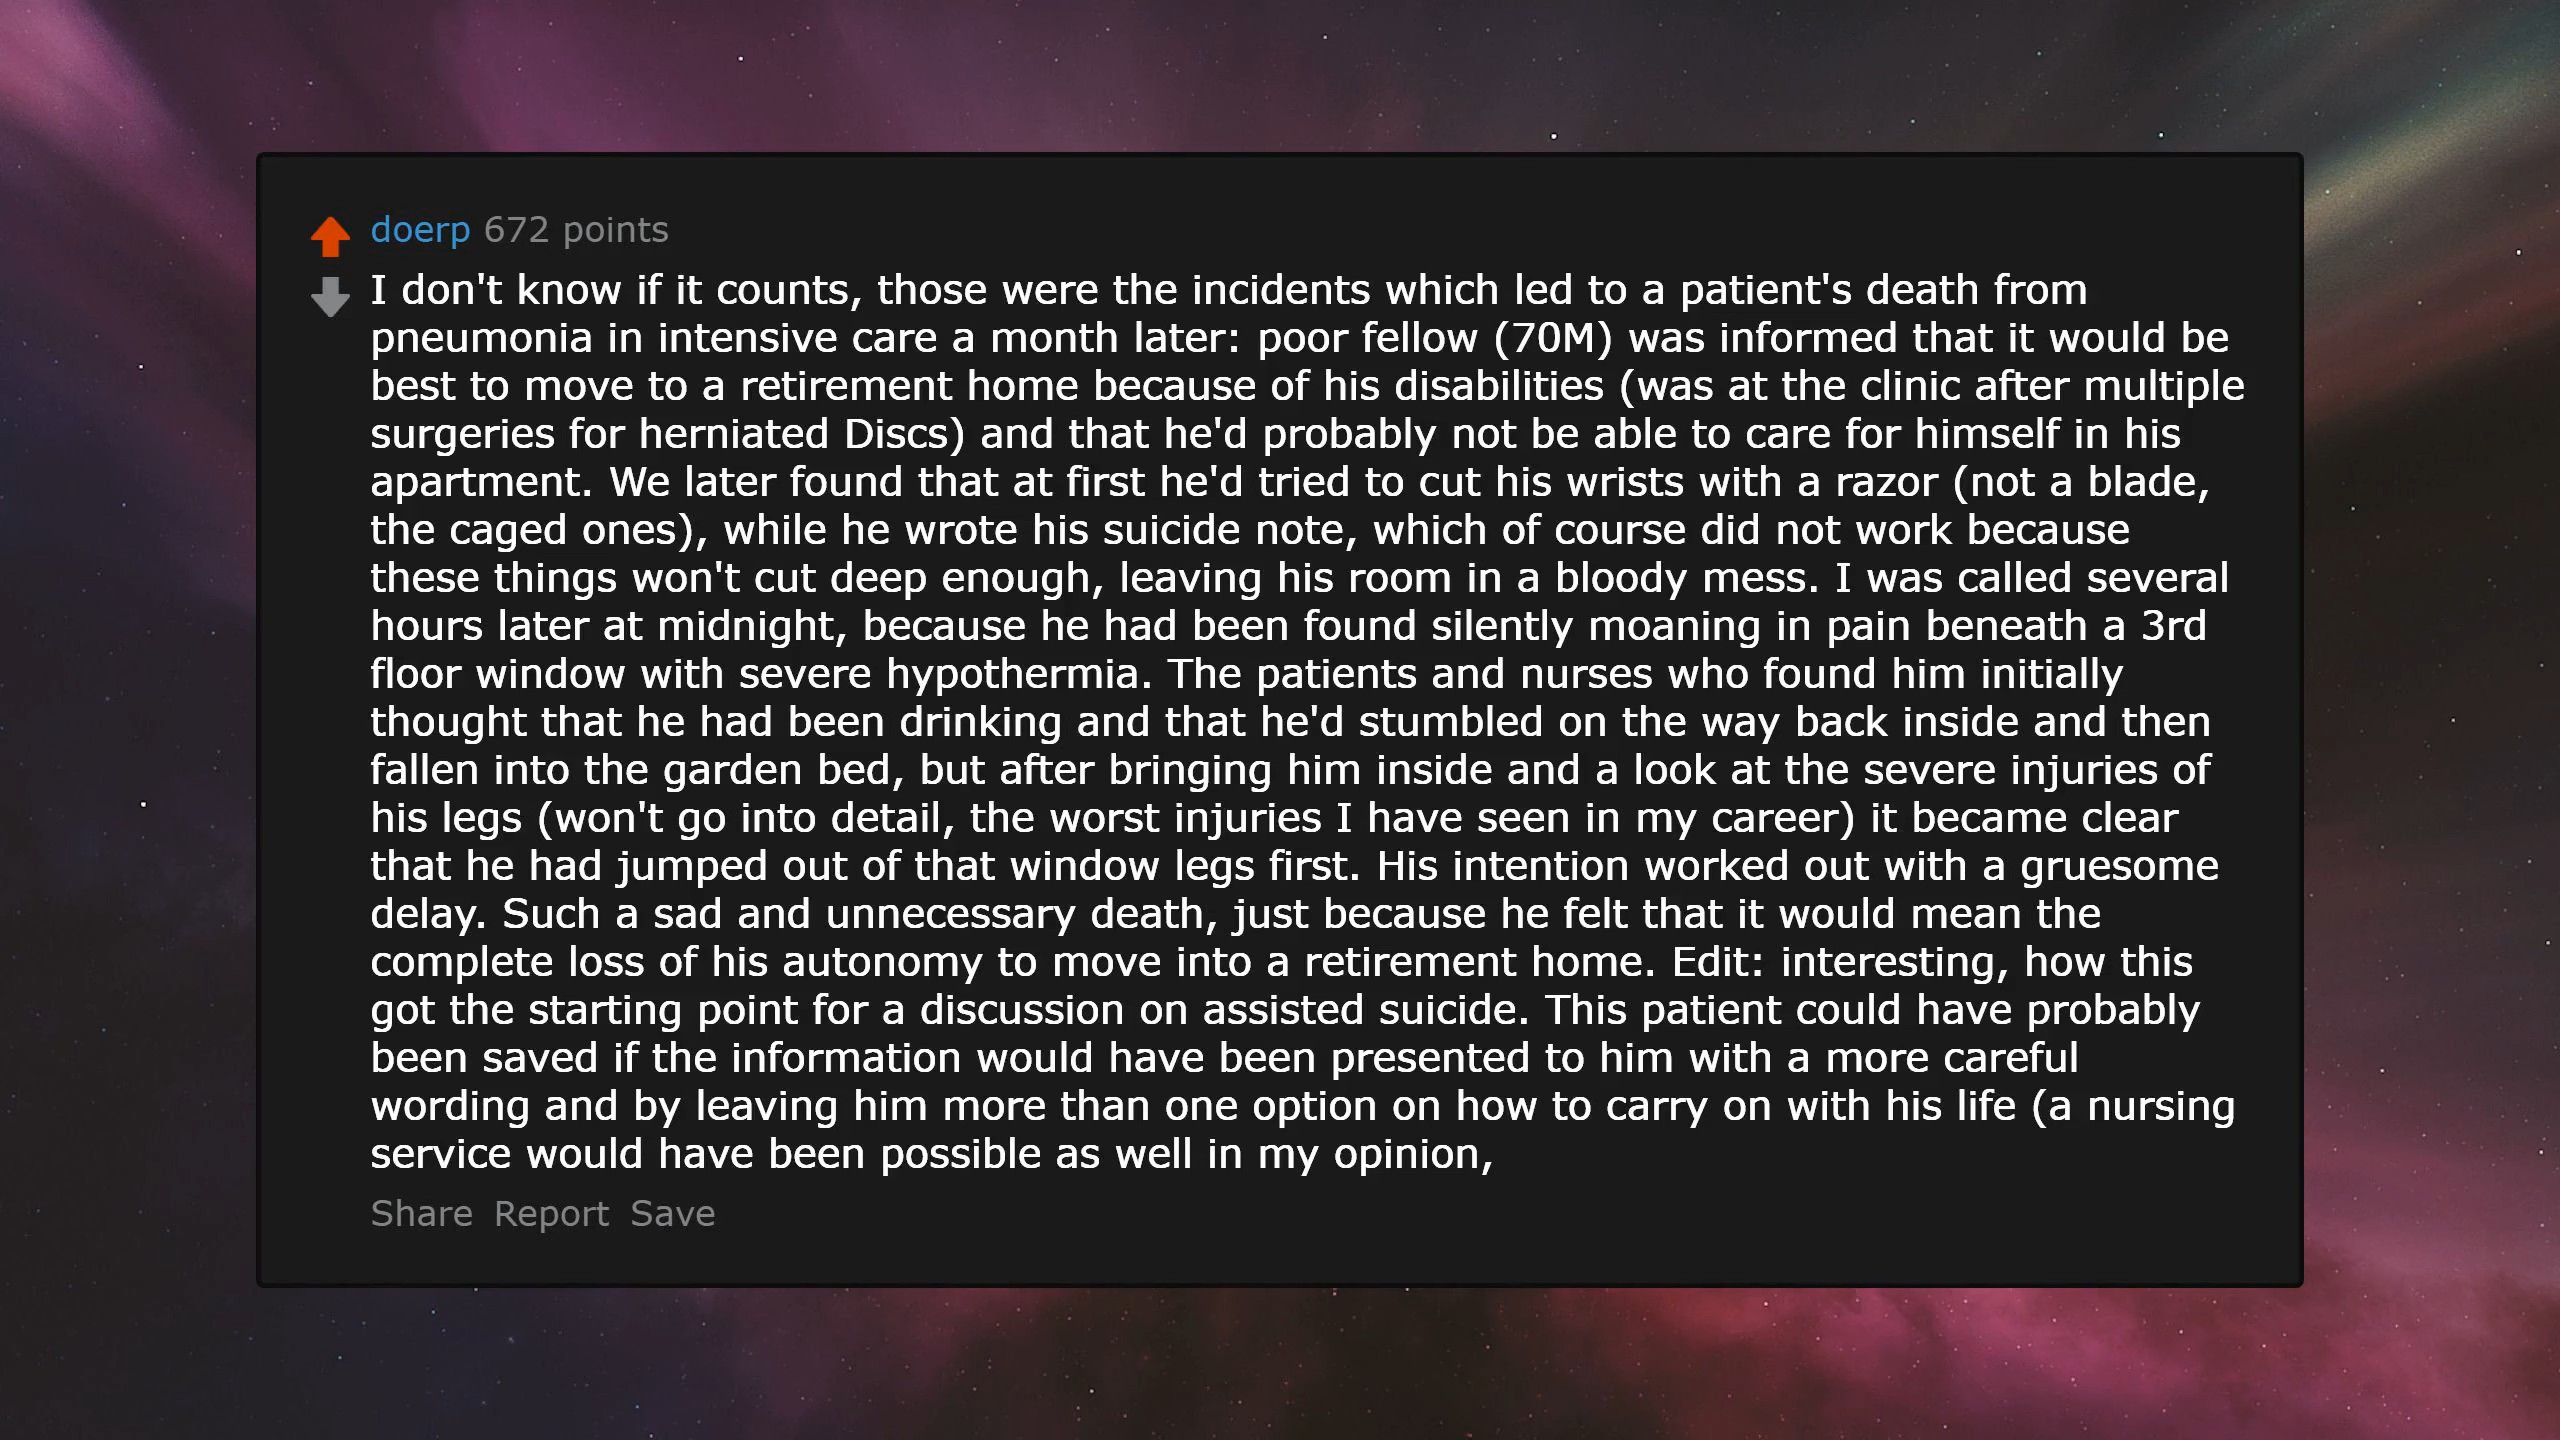 doerp 672 points
I don't know if it counts, those were the incidents which led to a patient's death from
pneumonia in intensive care a month later: poor fellow (70M) was informed that it would be
best to move to a retirement home because of his disabilities (was at the clinic after multiple
surgeries for herniated Discs) and that he'd probably not be able to care for himself in his
apartment. We later found that at first he'd tried to cut his wrists with a razor (not a blade,
the caged ones), while he wrote his suicide note, which of course did not work because
these things won't cut deep enough, leaving his room in a bloody mess. I was called several
hours later at midnight, because he had been found silently moaning in pain beneath a 3rd
floor window with severe hypothermia. The patients and nurses who found him initially
thought that he had been drinking and that he'd stumbled on the way back inside and then
fallen into the garden bed, but after bringing him inside and a look at the severe injuries of
his legs (won't go into detail, the worst injuries I have seen in my career) it became clear
that he had jumped out of that window legs first. His intention worked out with a gruesome
delay. Such a sad and unnecessary death, just because he felt that it would mean the
complete loss of his autonomy to move into a retirement home. Edit: interesting, how this
got the starting point for a discussion on assisted suicide. This patient could have probably
been saved if the information would have been presented to him with a more careful
wording and by leaving him more than one option on how to carry on with his life (a nursing
service would have been possible as well in my opinion,
Share Report Save